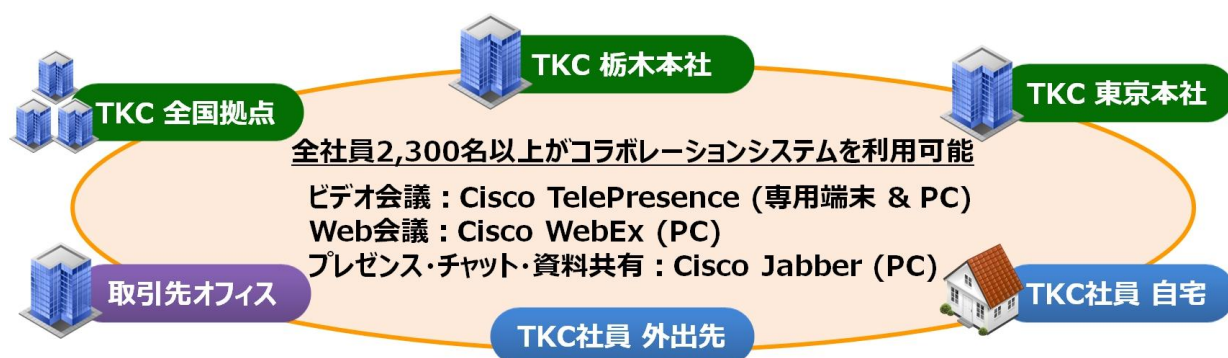 TKC 栃木本社
TKC 全国拠点
TKC 東京本社
全社員2,300名以上がコラボレーションシステムを利用可能
ビデオ会議：Cisco TelePresence (専用端末 & PC)
Web会議：Cisco WebEx (PC)
プレゼンス･チャット･資料共有：Cisco Jabber (PC)
取引先オフィス
TKC社員 自宅
TKC社員 外出先